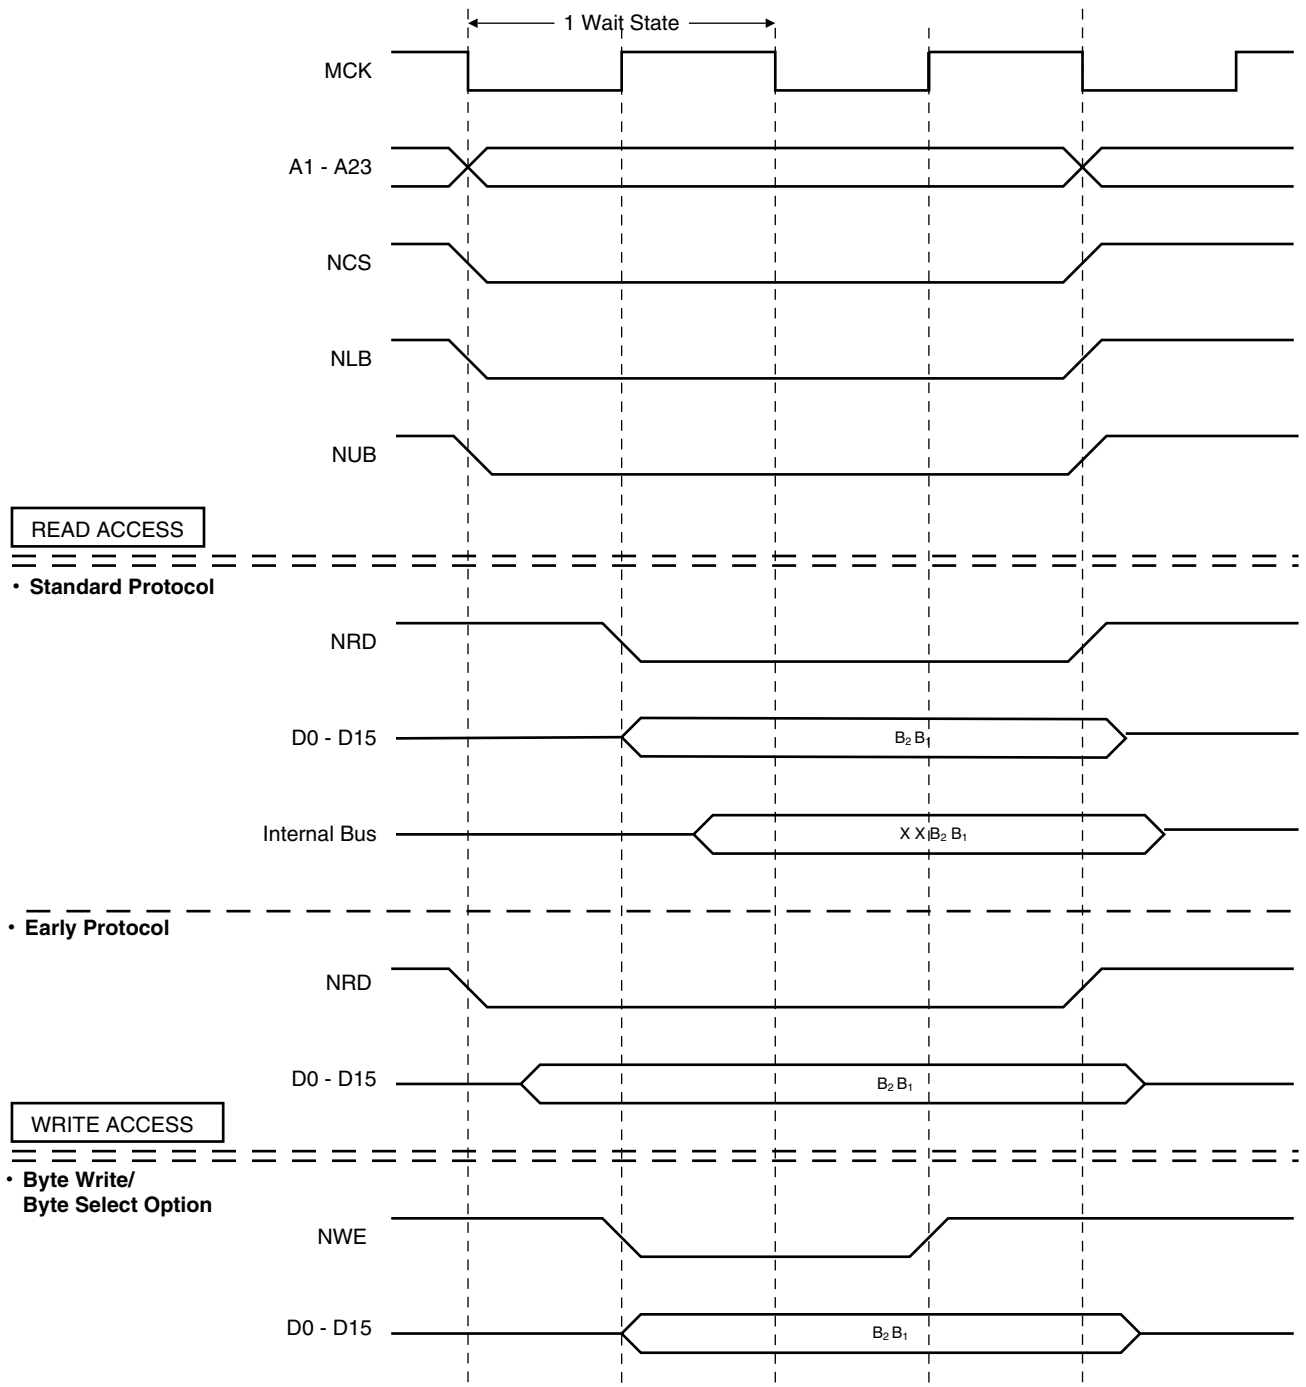 1 Wait State
MCK
A1 - A23
NCS
NLB
NUB
READ ACCESS
• Standard Protocol
NRD
D0 - D15
B₂ B₁
Internal Bus
X X B₂ B₁
• Early Protocol
NRD
D0 - D15
B₂ B₁
WRITE ACCESS
• Byte Write/
Byte Select Option
NWE
D0 - D15
B₂ B₁